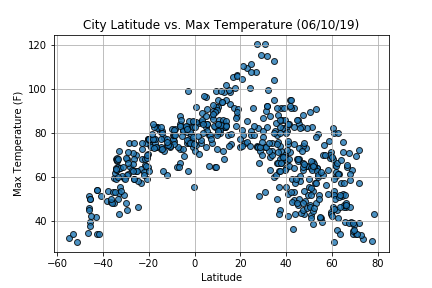 City Latitude vs. Max Temperature (06/10/19)
120
100
80
60
40
Max Temperature (F)
−60 −40 −20 0 20 40 60 80
Latitude